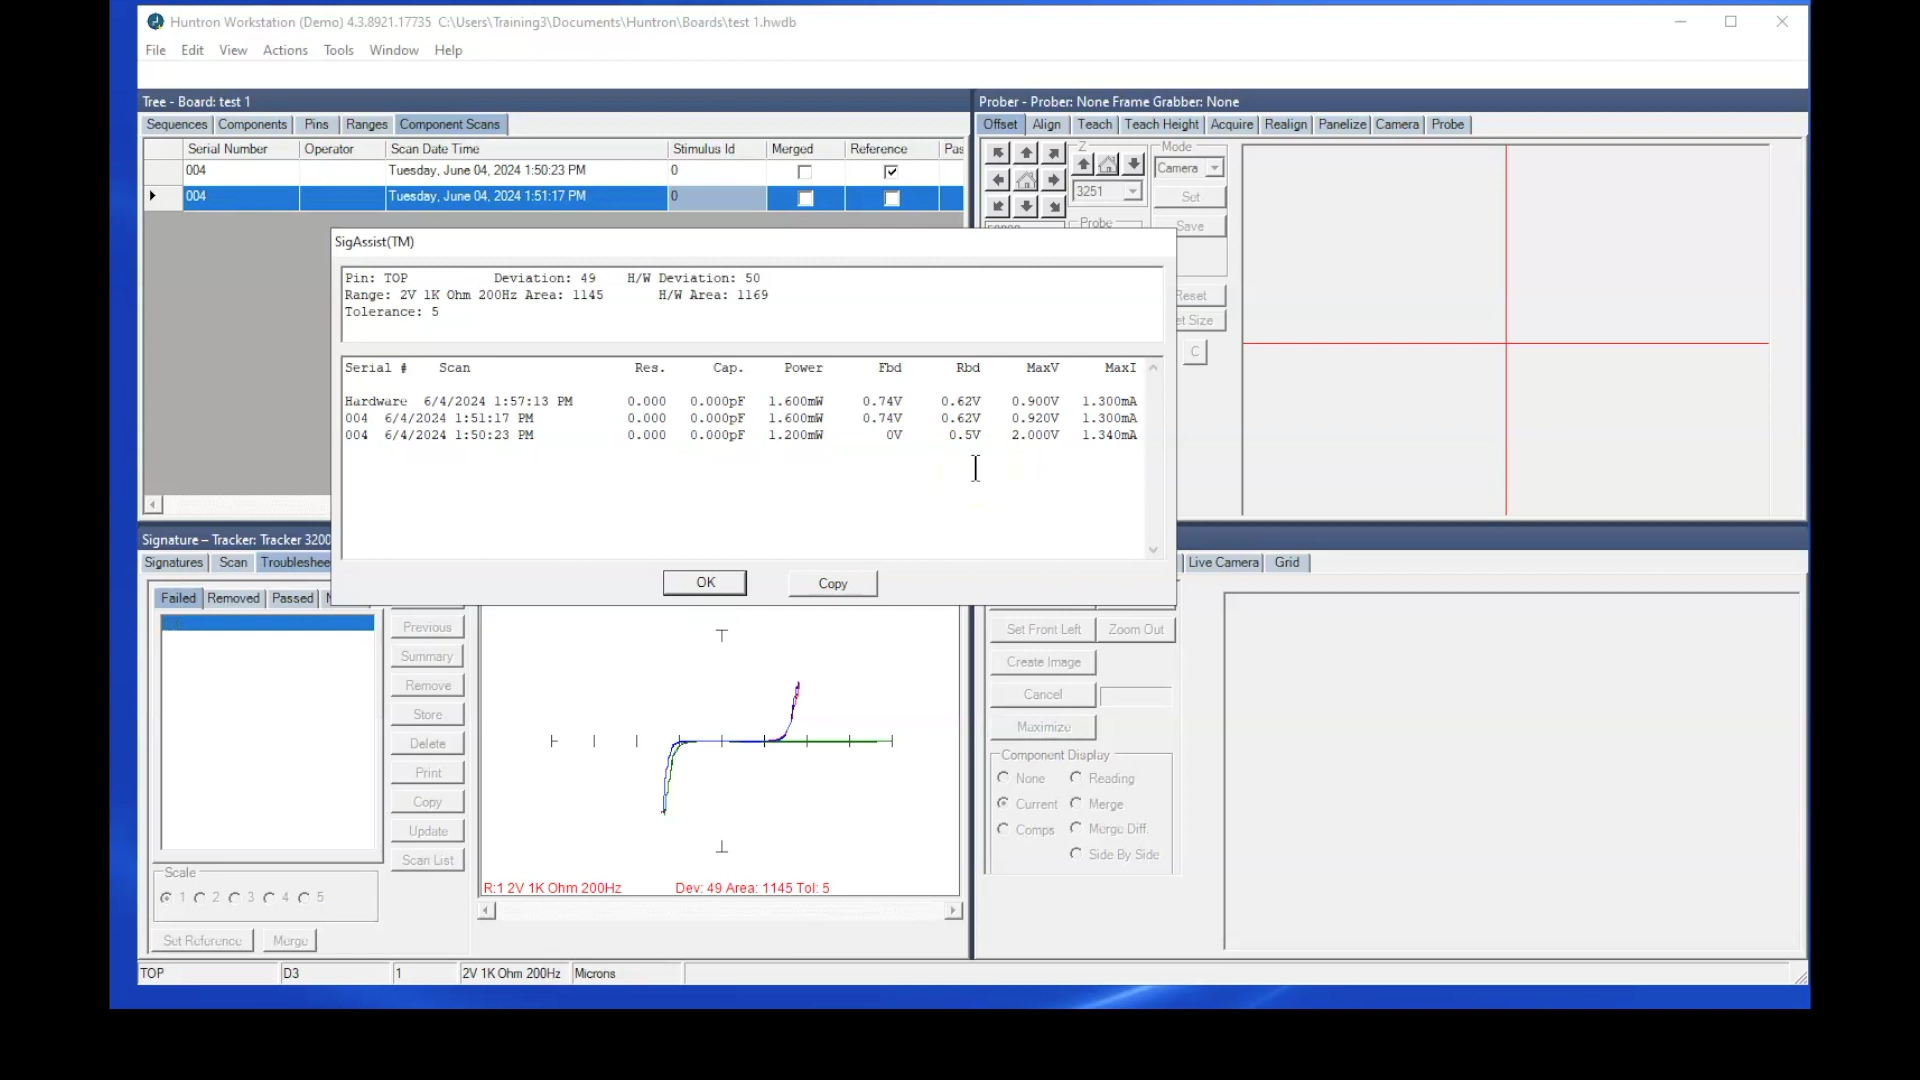 Huntron Workstation (Demo) 4.3.8921.17735 C:\Users\Training3\Documents\Huntron\Boards\test 1.hwdb
File Edit View Actions Tools Window Help
Tree - Board: test 1
Sequences Components Pins Ranges Component Scans
Serial Number Operator Scan Date Time Stimulus Id Merged Reference Pas
004 Tuesday, June 04, 2024 1:50:23 PM 0
004 Tuesday, June 04, 2024 1:51:17 PM 0
Prober - Prober: None Frame Grabber: None
Offset Align Teach Teach Height Acquire Realign Panelize Camera Probe
Z
3251
Probe
Mode
Camera
Set
Save
Reset
et Size
C
SigAssist(TM)
Pin: TOP Deviation: 49 H/W Deviation: 50
Range: 2V 1K Ohm 200Hz Area: 1145 H/W Area: 1169
Tolerance: 5
Serial # Scan Res. Cap. Power Fbd Rbd MaxV MaxI
Hardware 6/4/2024 1:57:13 PM 0.000 0.000pF 1.600mW 0.74V 0.62V 0.900V 1.300mA
004 6/4/2024 1:51:17 PM 0.000 0.000pF 1.600mW 0.74V 0.62V 0.920V 1.300mA
004 6/4/2024 1:50:23 PM 0.000 0.000pF 1.200mW 0V 0.5V 2.000V 1.340mA
OK Copy
Signature – Tracker: Tracker 3200
Signatures Scan Troubleshee
Failed Removed Passed
Previous
Summary
Remove
Store
Delete
Print
Copy
Update
Scan List
Scale
1 2 3 4 5
Set Reference Merge
R:1 2V 1K Ohm 200Hz Dev: 49 Area: 1145 Tol: 5
Live Camera Grid
Set Front Left Zoom Out
Create Image
Cancel
Maximize
Component Display
None Reading
Current Merge
Comps Merge Diff.
Side By Side
TOP D3 1 2V 1K Ohm 200Hz Microns